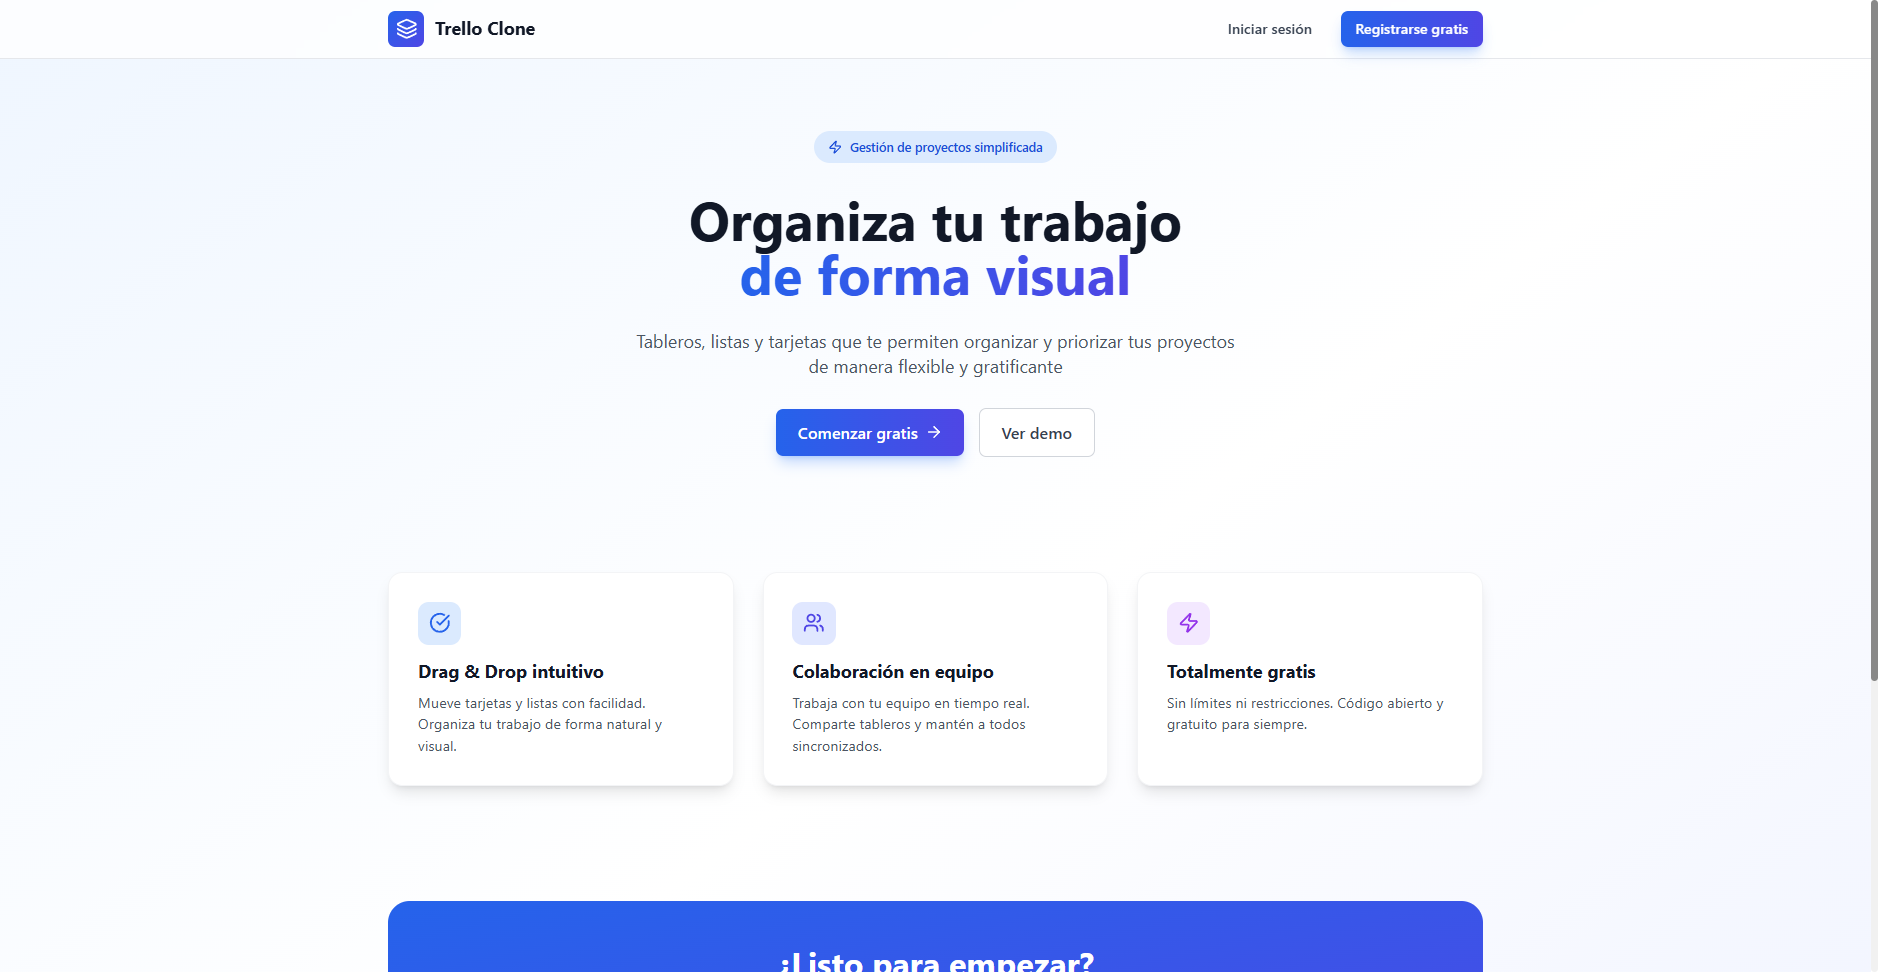 Trello Clone
Iniciar sesión
Registrarse gratis
Gestión de proyectos simplificada
Organiza tu trabajo
de forma visual
Tableros, listas y tarjetas que te permiten organizar y priorizar tus proyectos
de manera flexible y gratificante
Comenzar gratis
Ver demo
Drag & Drop intuitivo
Mueve tarjetas y listas con facilidad.
Organiza tu trabajo de forma natural y
visual.
Colaboración en equipo
Trabaja con tu equipo en tiempo real.
Comparte tableros y mantén a todos
sincronizados.
Totalmente gratis
Sin límites ni restricciones. Código abierto y
gratuito para siempre.
¿Listo para empezar?